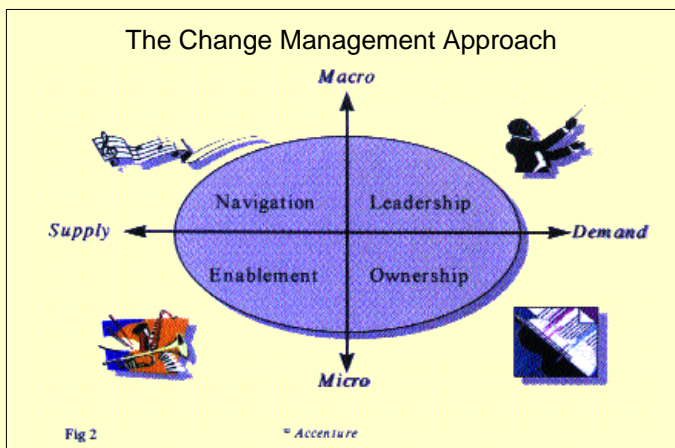 The Change Management Approach
Macro
Navigation Leadership
Supply Demand
Enablement Ownership
Micro
Fig 2 © Accenture